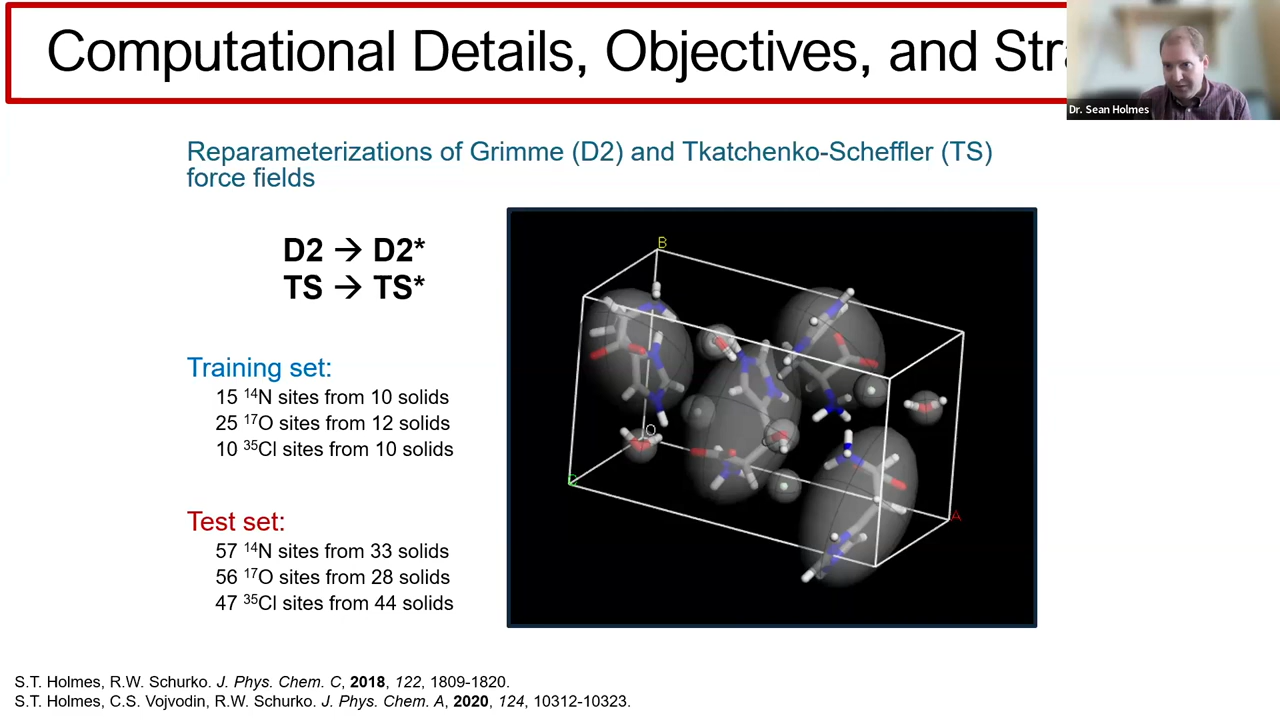 Computational Details, Objectives, and Stra
Dr. Sean Holmes
Reparameterizations of Grimme (D2) and Tkatchenko-Scheffler (TS)
force fields
D2 → D2*
TS → TS*
Training set:
15 ¹⁴N sites from 10 solids
25 ¹⁷O sites from 12 solids
10 ³⁵Cl sites from 10 solids
Test set:
57 ¹⁴N sites from 33 solids
56 ¹⁷O sites from 28 solids
47 ³⁵Cl sites from 44 solids
B
O
A
S.T. Holmes, R.W. Schurko. J. Phys. Chem. C, 2018, 122, 1809-1820.
S.T. Holmes, C.S. Vojvodin, R.W. Schurko. J. Phys. Chem. A, 2020, 124, 10312-10323.